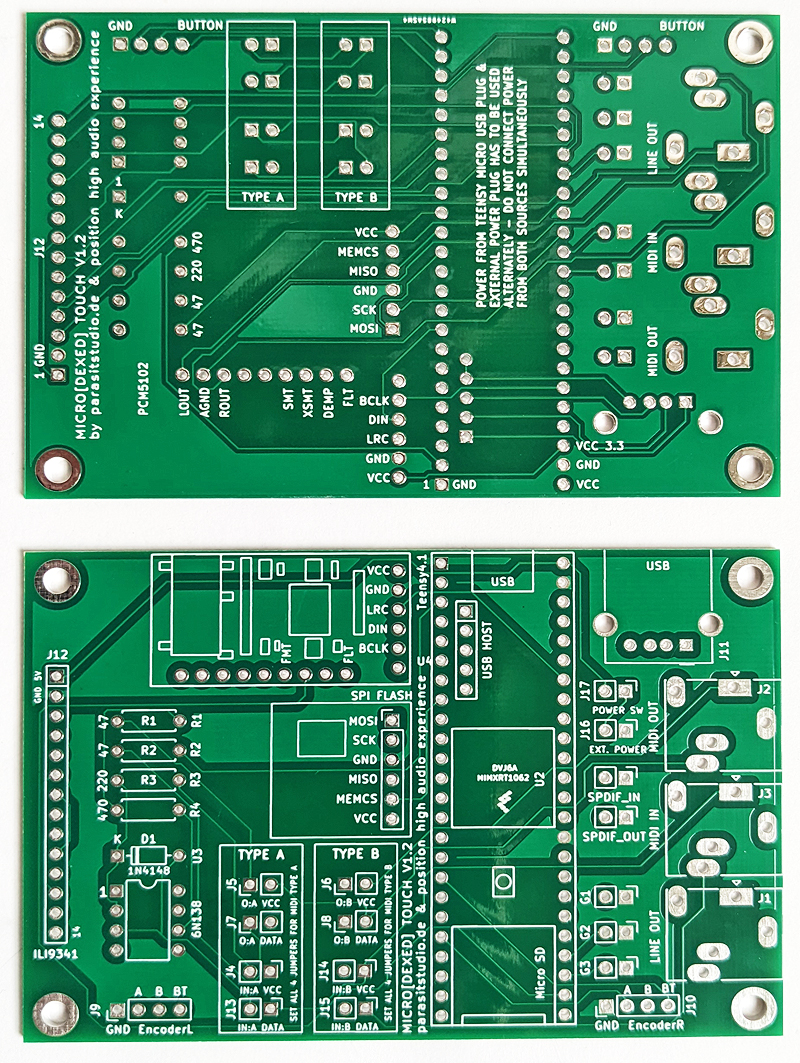 W1248845HV1
GND BUTTON
GND BUTTON
14
J12
1 GND
MICRO[DEXED] TOUCH V1.2
by parasitstudio.de & position high audio experience
1
K
470
220
47
47
PCM5102
TYPE A
TYPE B
VCC
MEMCS
MISO
GND
SCK
MOSI
LOUT
AGND
ROUT
SMT
XSMT
DEMP
FLT
BCLK
DIN
LRC
GND
VCC
1 GND
POWER FROM TEENSY MICRO USB PLUG &
EXTERNAL POWER PLUG HAS TO BE USED
ALTERNATELY - DO NOT CONNECT POWER
FROM BOTH SOURCES SIMULTANEOUSLY
LINE OUT
MIDI IN
MIDI OUT
VCC 3.3
GND
VCC
J12
GND 5V
14
ILI9341
VCC
GND
LRC
DIN
BCLK
FMT
FLT
SPI FLASH
MOSI
SCK
GND
MISO
MEMCS
VCC
47 R1 R1
47 R2 R2
220 R3 R3
470 R4
K D1
1N4148
U3
1
6N138
J9
A B BT
GND EncoderL
TYPE A
J5
O:A VCC
J7
O:A DATA
J4
IN:A VCC
J13
IN:A DATA
SET ALL 4 JUMPERS FOR MIDI TYPE A
TYPE B
J6
O:B VCC
J8
O:B DATA
J14
IN:B VCC
J15
IN:B DATA
SET ALL 4 JUMPERS FOR MIDI TYPE B
MICRO[DEXED] TOUCH V1.2
parasitstudio.de & position high audio experience
Teensy4.1
USB
USB HOST
DVJ6A
MIMXRT1062
U2
Micro SD
USB
J11
J17
POWER SW
J16
EXT. POWER
SPDIF_IN
SPDIF_OUT
MIDI OUT
J2
MIDI IN
J3
G1
G2
G3
LINE OUT
J1
A B BT
J10
GND EncoderR